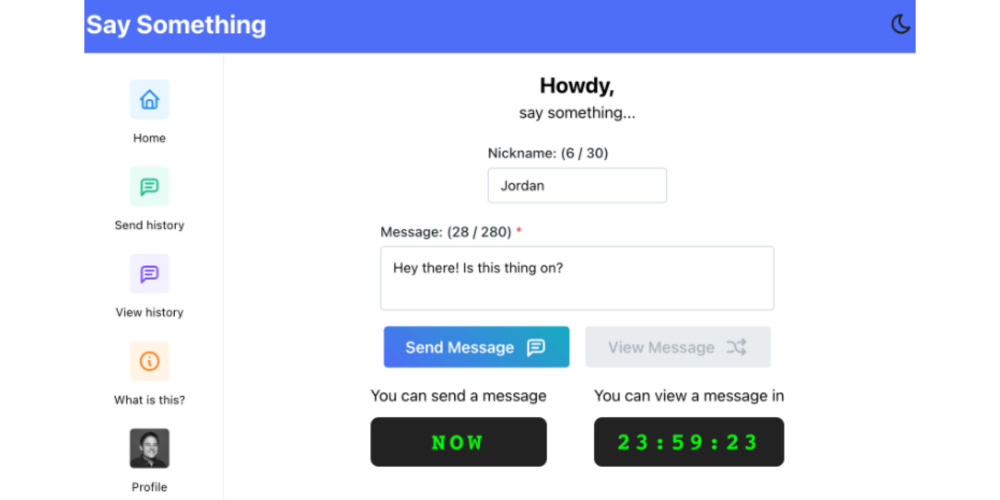 Say Something
Home
Send history
View history
What is this?
Profile
Howdy,
say something...
Nickname: (6 / 30)
Jordan
Message: (28 / 280) *
Hey there! Is this thing on?
Send Message
View Message
You can send a message
NOW
You can view a message in
23:59:23